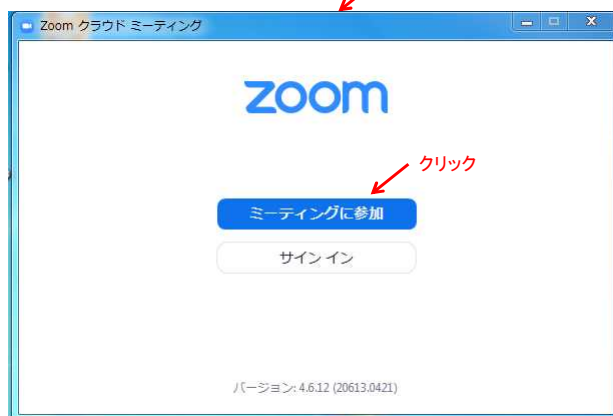 Zoom クラウド ミーティング
zoom
クリック
ミーティングに参加
サイン イン
バージョン: 4.6.12 (20613.0421)